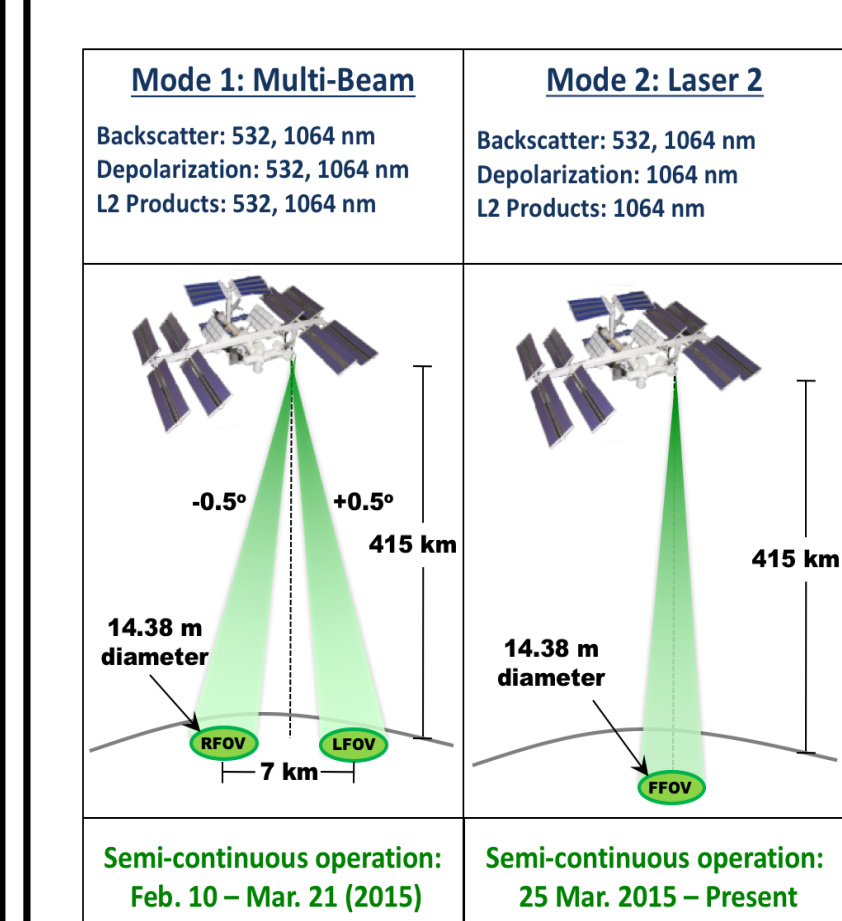 Mode 1: Multi-Beam
Backscatter: 532, 1064 nm
Depolarization: 532, 1064 nm
L2 Products: 532, 1064 nm
Mode 2: Laser 2
Backscatter: 532, 1064 nm
Depolarization: 1064 nm
L2 Products: 1064 nm
-0.5º
+0.5º
415 km
14.38 m
diameter
RFOV
LFOV
7 km
415 km
14.38 m
diameter
FFOV
Semi-continuous operation:
Feb. 10 – Mar. 21 (2015)
Semi-continuous operation:
25 Mar. 2015 – Present